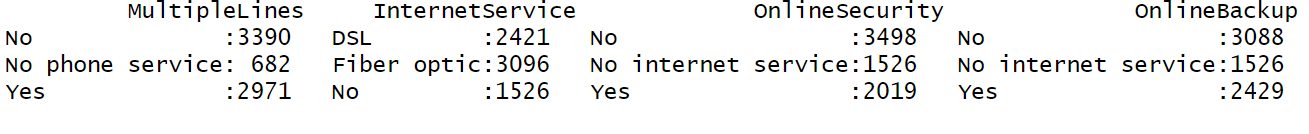 MultipleLines InternetService OnlineSecurity OnlineBackup
No :3390 DSL :2421 No :3498 No :3088
No phone service: 682 Fiber optic:3096 No internet service:1526 No internet service:1526
Yes :2971 No :1526 Yes :2019 Yes :2429